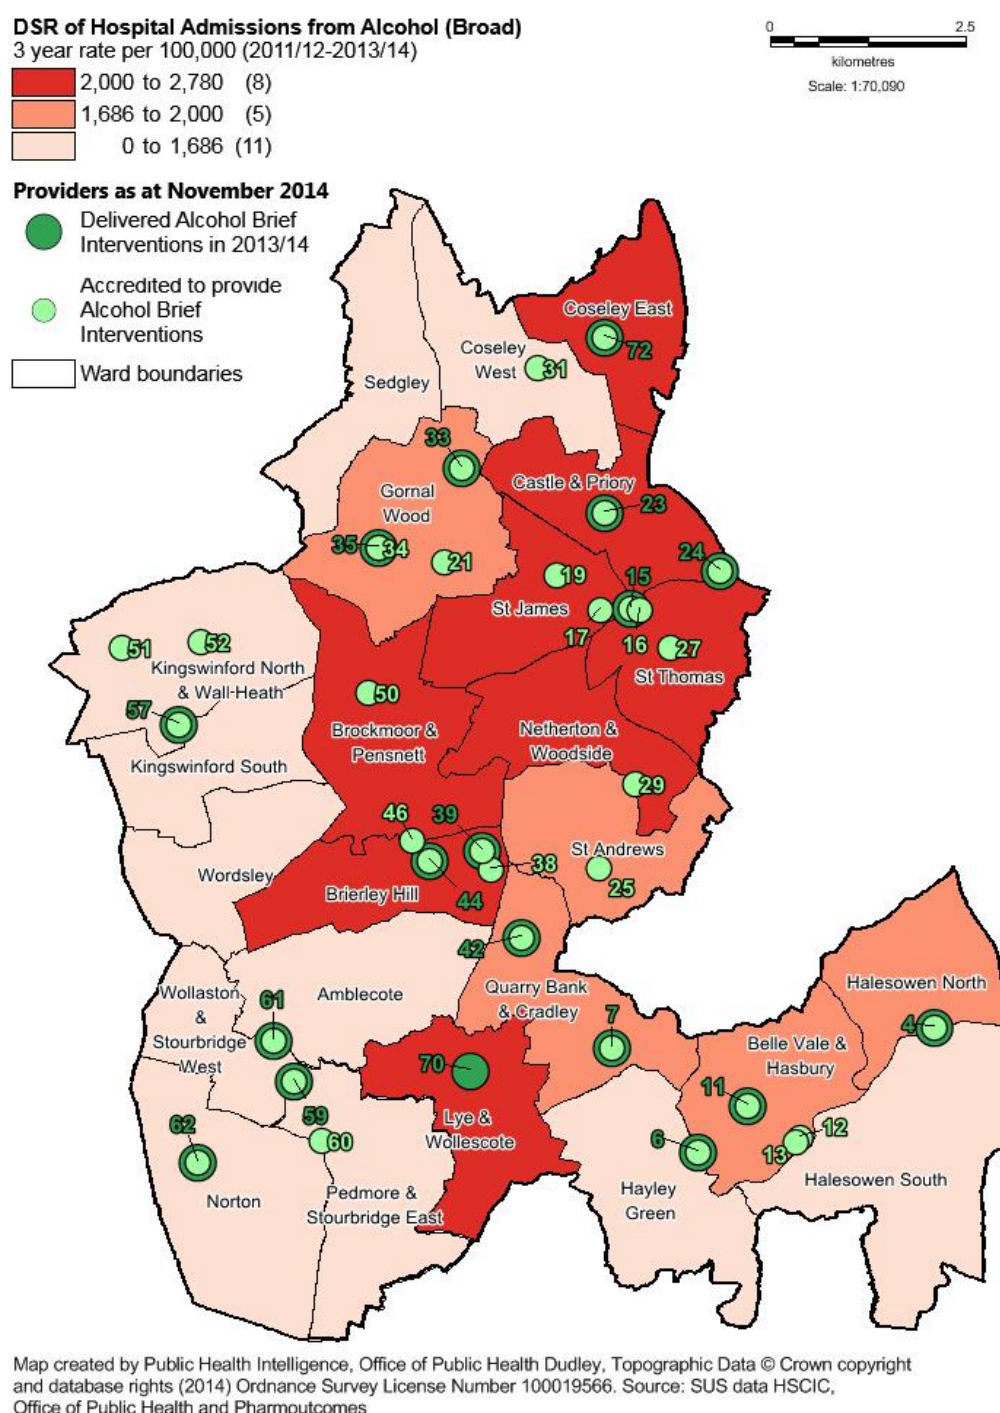 DSR of Hospital Admissions from Alcohol (Broad)
3 year rate per 100,000 (2011/12-2013/14)
2,000 to 2,780 (8)
1,686 to 2,000 (5)
0 to 1,686 (11)
0 2.5
kilometres
Scale: 1:70,090
Providers as at November 2014
Delivered Alcohol Brief
Interventions in 2013/14
Accredited to provide
Alcohol Brief
Interventions
Ward boundaries
Coseley East
72
Coseley
West
31
Sedgley
33
Castle & Priory
23
Gornal
Wood
35
34
21
24
19
15
St James
17
16
27
St Thomas
51
52
Kingswinford North
& Wall-Heath
50
57
Brockmoor &
Pensnett
Netherton &
Woodside
Kingswinford South
29
46
39
St Andrews
38
25
Wordsley
Brierley Hill
44
42
Wollaston
&
Stourbridge
West
61
Amblecote
Quarry Bank
& Cradley
Halesowen North
7
4
Belle Vale &
Hasbury
70
11
59
Lye &
Wollescote
62
60
6
12
13
Norton
Pedmore &
Stourbridge East
Hayley
Green
Halesowen South
Map created by Public Health Intelligence, Office of Public Health Dudley, Topographic Data © Crown copyright
and database rights (2014) Ordnance Survey License Number 100019566. Source: SUS data HSCIC,
Office of Public Health and Pharmoutcomes